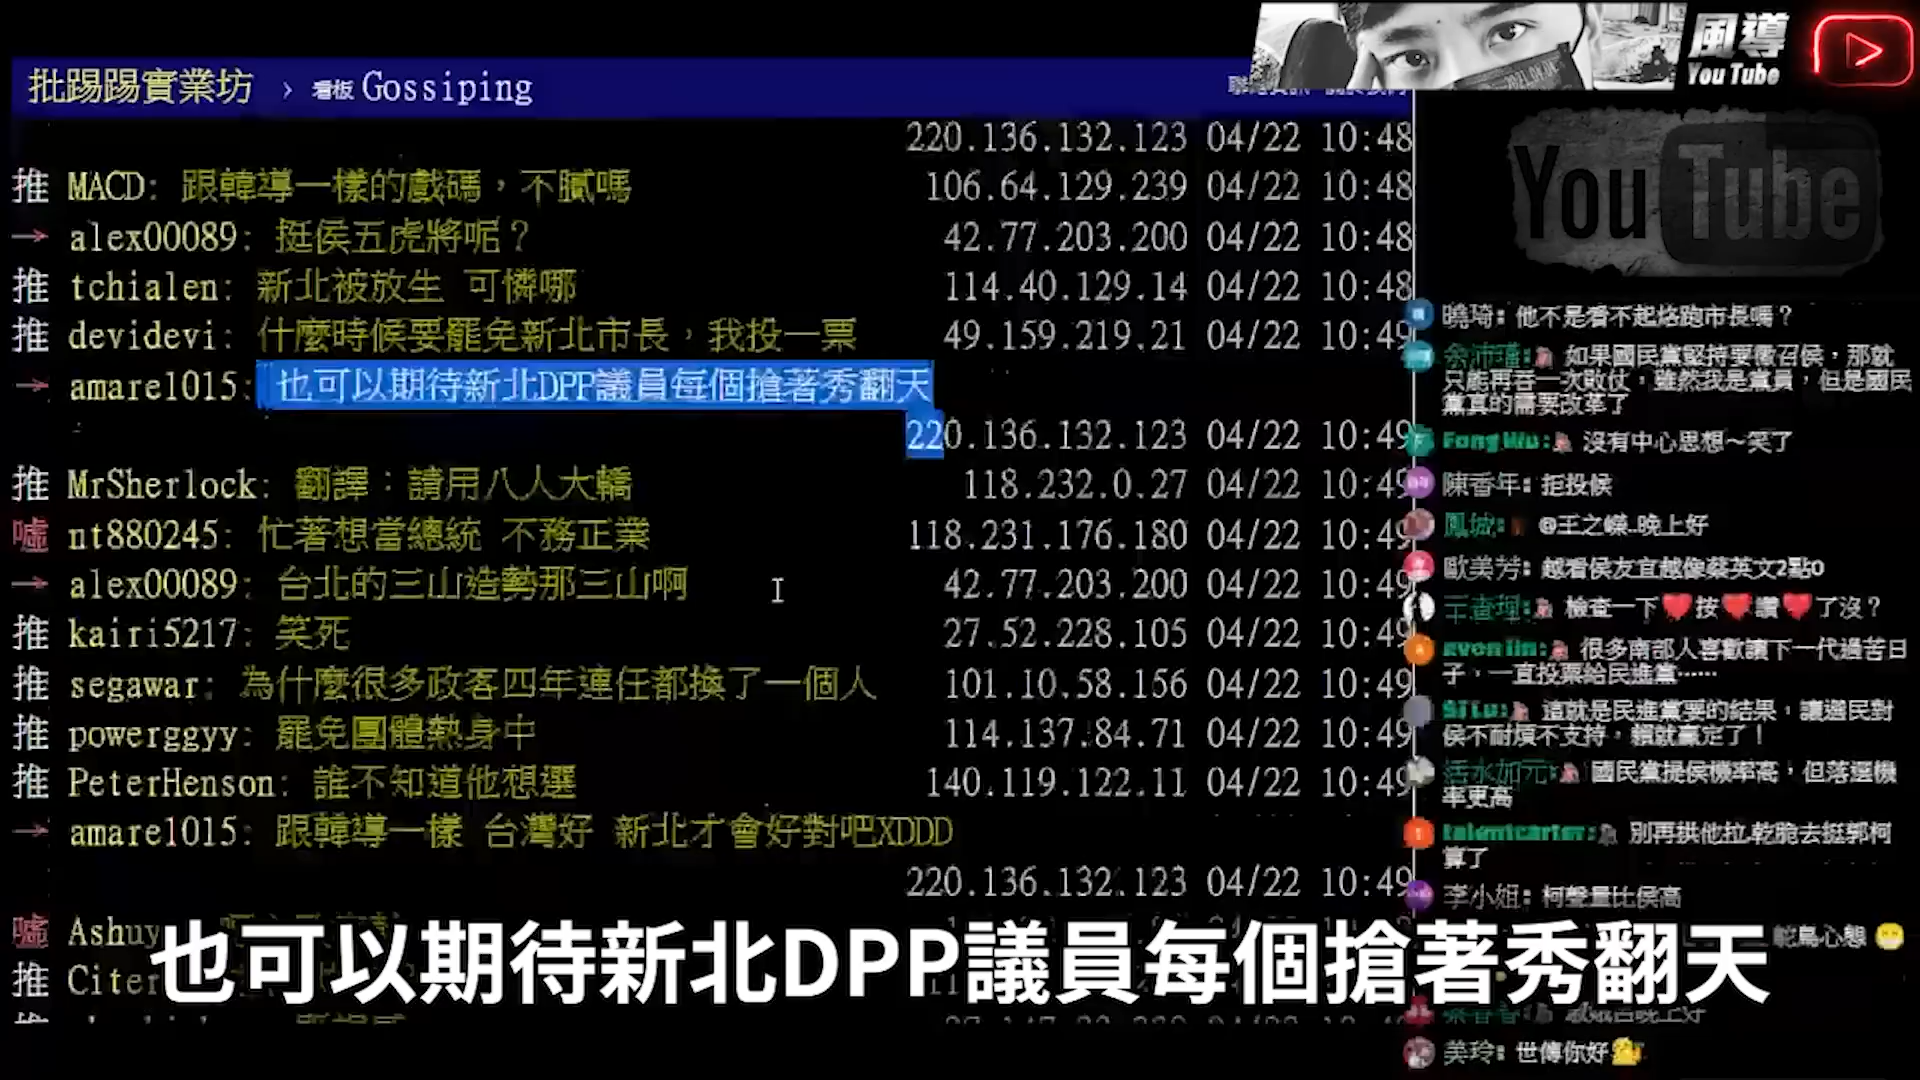 風導
YouTube
批踢踢實業坊 › 看板 Gossiping
220.136.132.123 04/22 10:48
推 MACD: 跟韓導一樣的戲碼，不膩嗎 106.64.129.239 04/22 10:48
→ alex00089: 挺侯五虎將呢？ 42.77.203.200 04/22 10:48
推 tchialen: 新北被放生 可憐哪 114.40.129.14 04/22 10:48
推 devidevi: 什麼時候要罷免新北市長，我投一票 49.159.219.21 04/22 10:49
→ amare1015: 也可以期待新北DPP議員每個搶著秀翻天
220.136.132.123 04/22 10:49
推 MrSherlock: 翻譯：請用八人大轎 118.232.0.27 04/22 10:49
噓 nt880245: 忙著想當總統 不務正業 118.231.176.180 04/22 10:49
→ alex00089: 台北的三山造勢那三山啊 42.77.203.200 04/22 10:49
推 kairi5217: 笑死 27.52.228.105 04/22 10:49
推 segawar: 為什麼很多政客四年連任都換了一個人 101.10.58.156 04/22 10:49
推 powerggyy: 罷免團體熱身中 114.137.84.71 04/22 10:49
推 PeterHenson: 誰不知道他想選 140.119.122.11 04/22 10:49
→ amare1015: 跟韓導一樣 台灣好 新北才會好對吧XDDD
220.136.132.123 04/22 10:49
噓 Ashuy
推 Citer
也可以期待新北DPP議員每個搶著秀翻天
YouTube
曉琦: 他不是看不起烙跑市長嗎？
如果國民黨堅持要徵召侯，那就
只能再吞一次敗仗，雖然我是黨員，但是國民
黨真的需要改革了
Fong Wu: 沒有中心思想～笑了
陳香年: 拒投侯
鳳城: @王之嶸..晚上好
歐美芳: 越看侯友宜越像蔡英文2點0
王查理: 檢查一下❤按❤讚❤了沒？
很多南部人喜歡讓下一代過苦日
子，一直投票給民進黨⋯⋯
這就是民進黨要的結果，讓選民對
侯不耐煩不支持，賴就贏定了！
活水加元: 國民黨提侯機率高，但落選機
率更高
別再拱他拉.乾脆去挺郭柯
算了
李小姐: 柯聲量比侯高
鴕鳥心態
美玲: 世傳你好